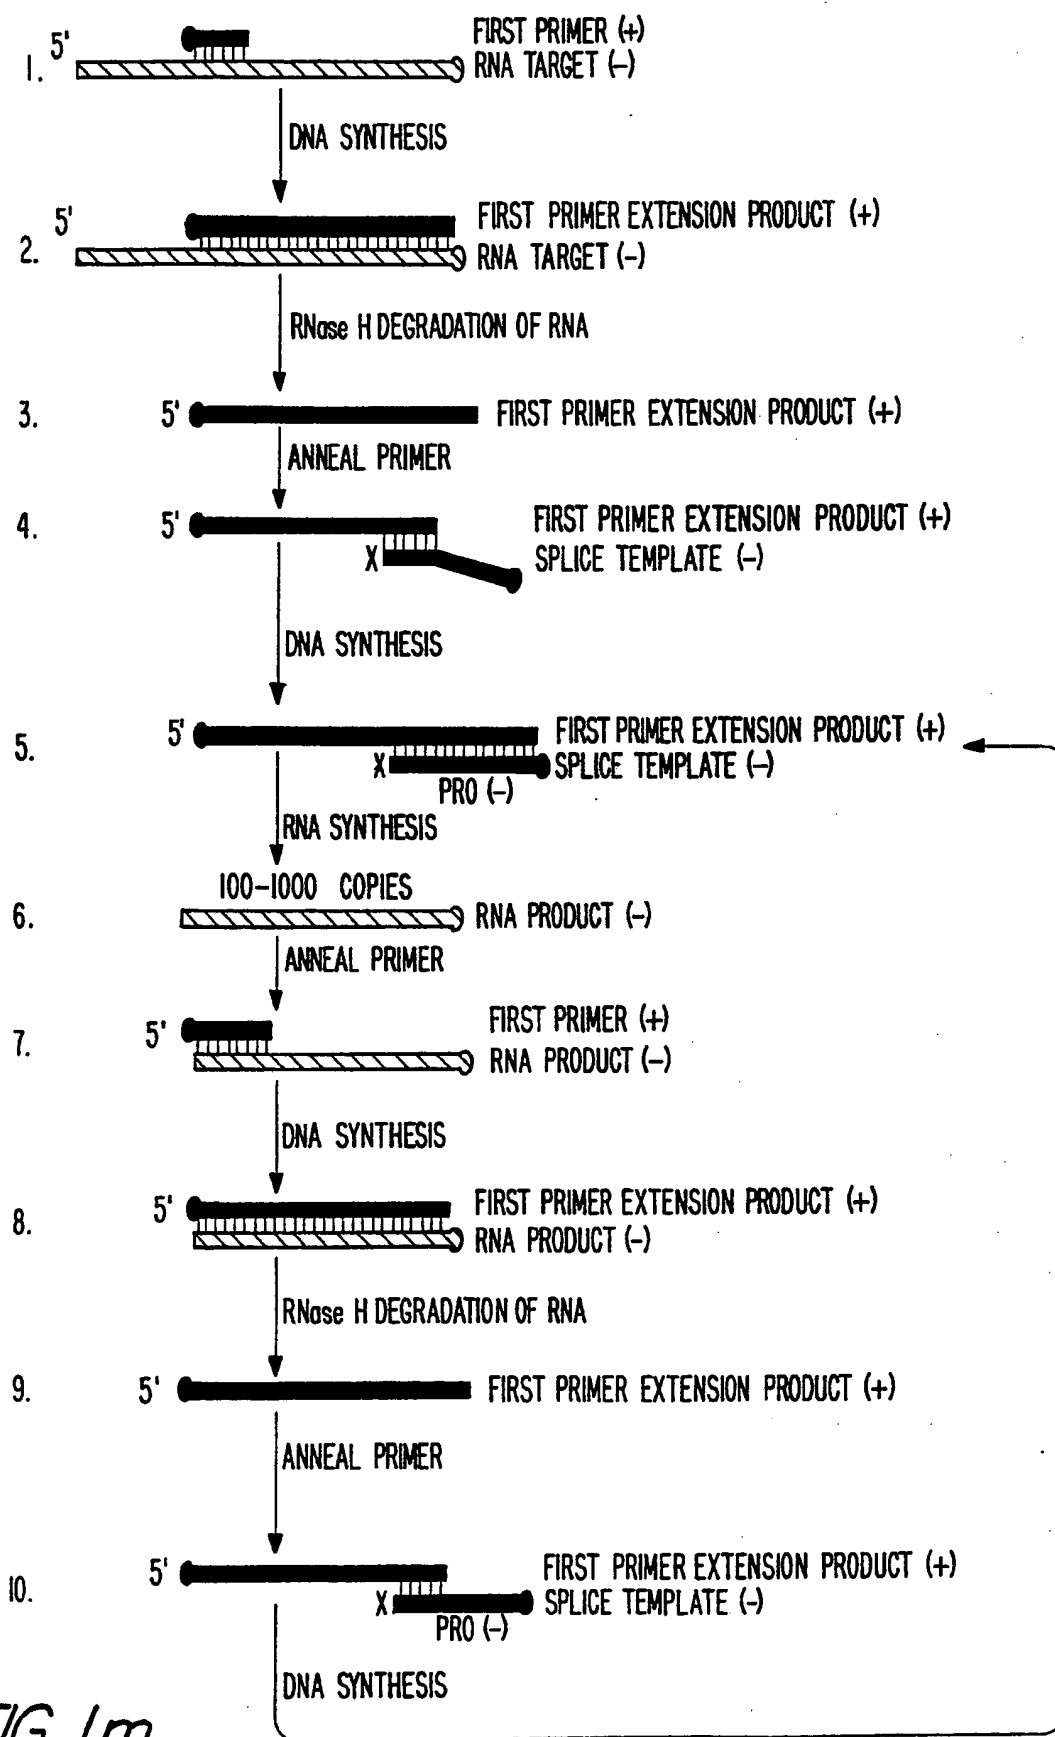 FIRST PRIMER (+)
5'
1.
RNA TARGET (-)
DNA SYNTHESIS
5'
FIRST PRIMER EXTENSION PRODUCT (+)
2.
RNA TARGET (-)
RNase H DEGRADATION OF RNA
3.
5'
FIRST PRIMER EXTENSION PRODUCT (+)
ANNEAL PRIMER
4.
5'
FIRST PRIMER EXTENSION PRODUCT (+)
X
SPLICE TEMPLATE (-)
DNA SYNTHESIS
5.
5'
FIRST PRIMER EXTENSION PRODUCT (+)
X
SPLICE TEMPLATE (-)
PRO (-)
RNA SYNTHESIS
100-1000 COPIES
6.
RNA PRODUCT (-)
ANNEAL PRIMER
7.
5'
FIRST PRIMER (+)
RNA PRODUCT (-)
DNA SYNTHESIS
8.
5'
FIRST PRIMER EXTENSION PRODUCT (+)
RNA PRODUCT (-)
RNase H DEGRADATION OF RNA
9.
5'
FIRST PRIMER EXTENSION PRODUCT (+)
ANNEAL PRIMER
10.
5'
FIRST PRIMER EXTENSION PRODUCT (+)
X
SPLICE TEMPLATE (-)
PRO (-)
DNA SYNTHESIS
FIG. 1m